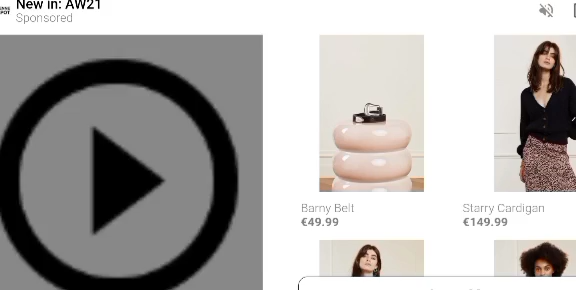 New in: AW21
Sponsored
Barny Belt
€49.99
Starry Cardigan
€149.99